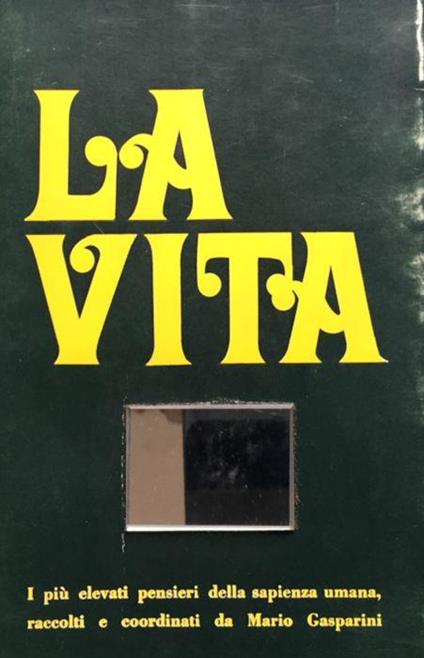 LA
VITA
I più elevati pensieri della sapienza umana,
raccolti e coordinati da Mario Gasparini